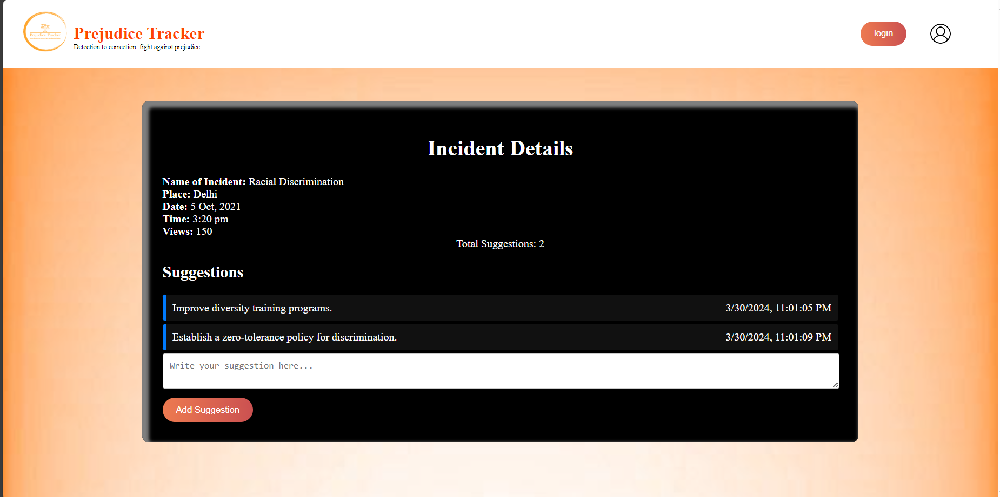 Prejudice Tracker
Prejudice Tracker
Detection to correction: fight against prejudice
login
Incident Details
Name of Incident: Racial Discrimination
Place: Delhi
Date: 5 Oct, 2021
Time: 3:20 pm
Views: 150
Total Suggestions: 2
Suggestions
Improve diversity training programs. 3/30/2024, 11:01:05 PM
Establish a zero-tolerance policy for discrimination. 3/30/2024, 11:01:09 PM
Write your suggestion here...
Add Suggestion